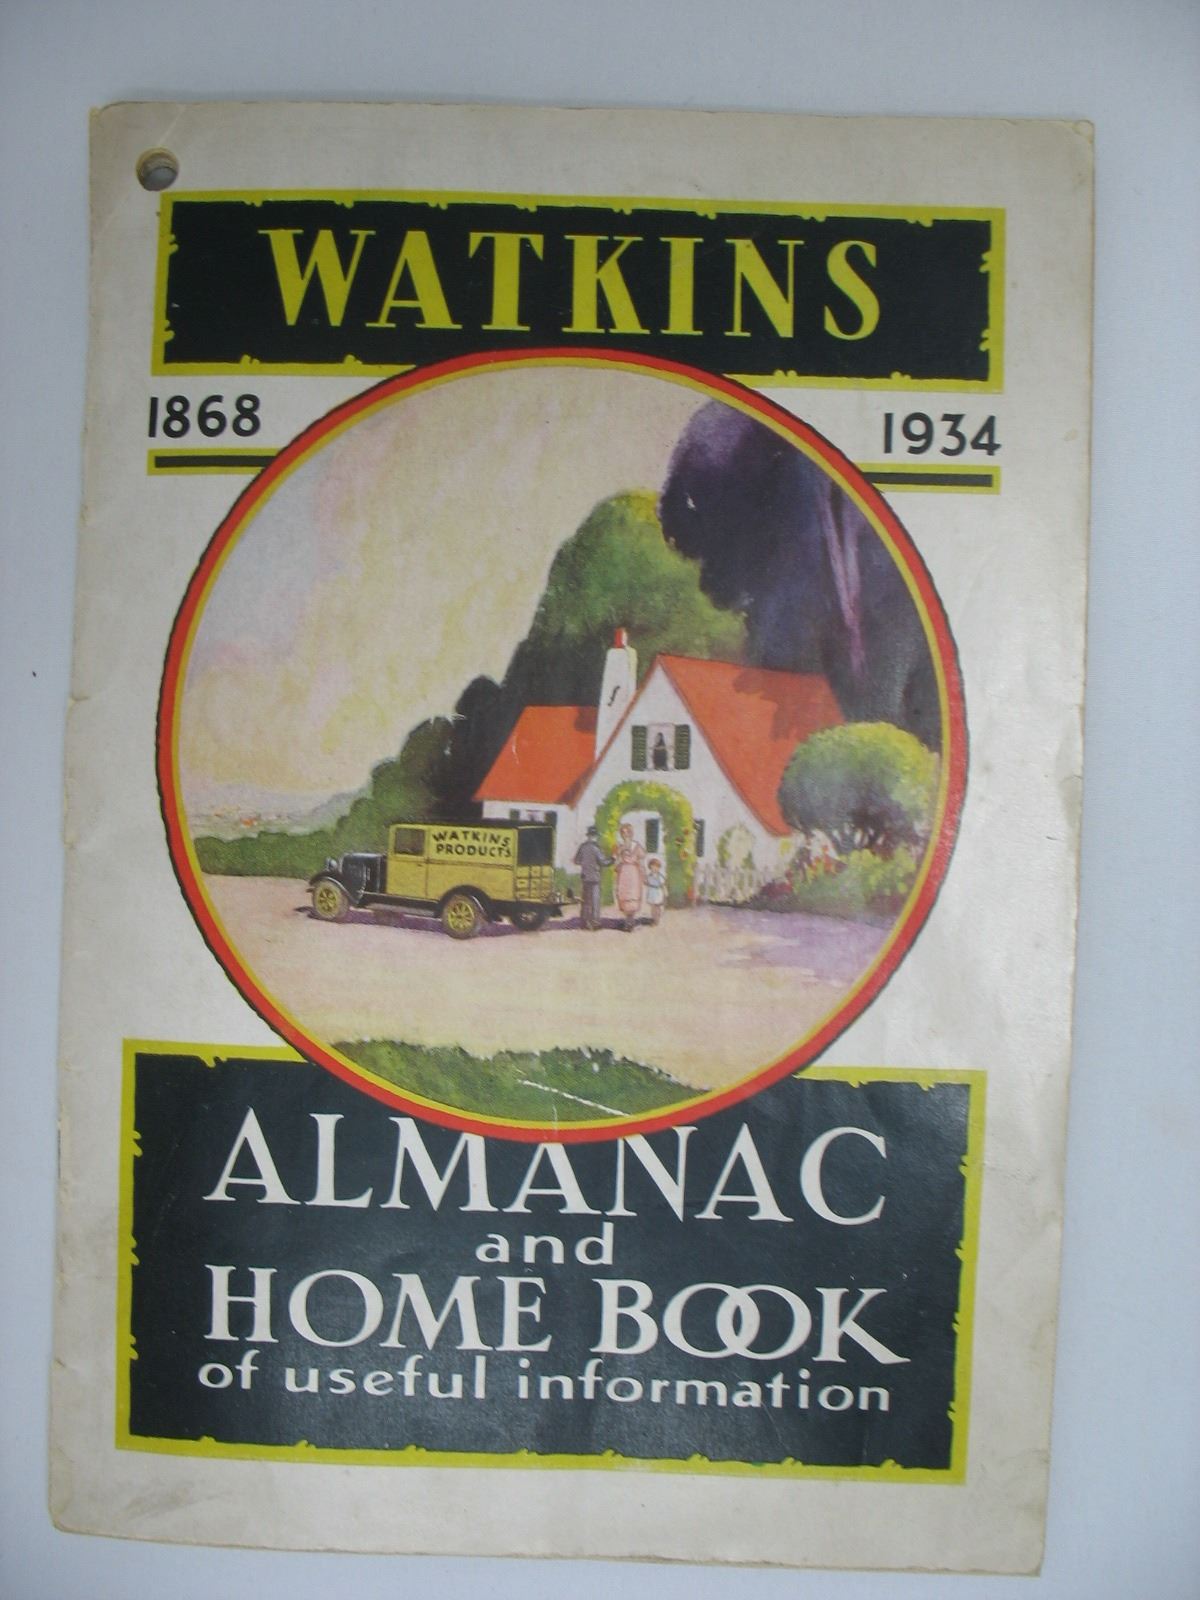 WATKINS
1868 1934
WATKINS
PRODUCTS
ALMANAC
and
HOME BOOK
of useful information